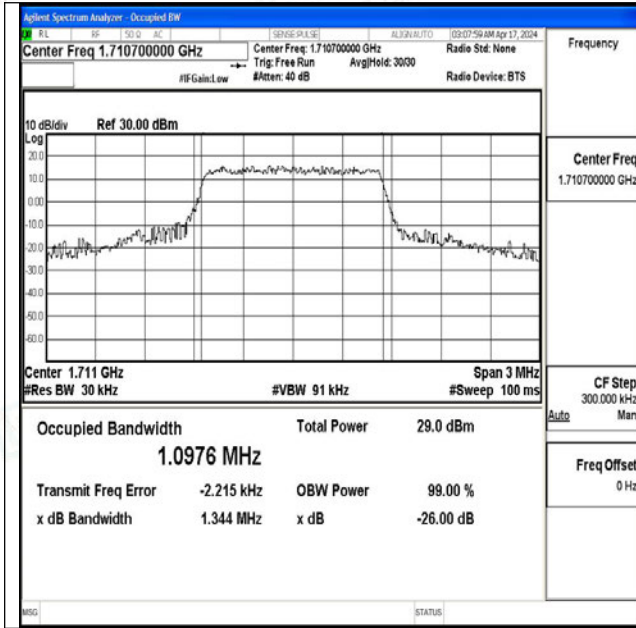 Agilent Spectrum Analyzer - Occupied BW
RL RF 50 Ω AC SENSE:PULSE ALIGN AUTO 03:07:59 AM Apr 17, 2024
Center Freq 1.710700000 GHz
Center Freq: 1.710700000 GHz
Radio Std: None
Trig: Free Run Avg|Hold: 30/30
#IFGain:Low
#Atten: 40 dB
Radio Device: BTS
Frequency
10 dB/div Ref 30.00 dBm
Log
20.0
10.0
0.00
-10.0
-20.0
-30.0
-40.0
-50.0
-60.0
Center 1.711 GHz Span 3 MHz
#Res BW 30 kHz #VBW 91 kHz #Sweep 100 ms
Center Freq
1.710700000 GHz
CF Step
300.000 kHz
Auto Man
Freq Offset
0 Hz
Occupied Bandwidth Total Power 29.0 dBm
1.0976 MHz
Transmit Freq Error -2.215 kHz OBW Power 99.00 %
x dB Bandwidth 1.344 MHz x dB -26.00 dB
MSG STATUS